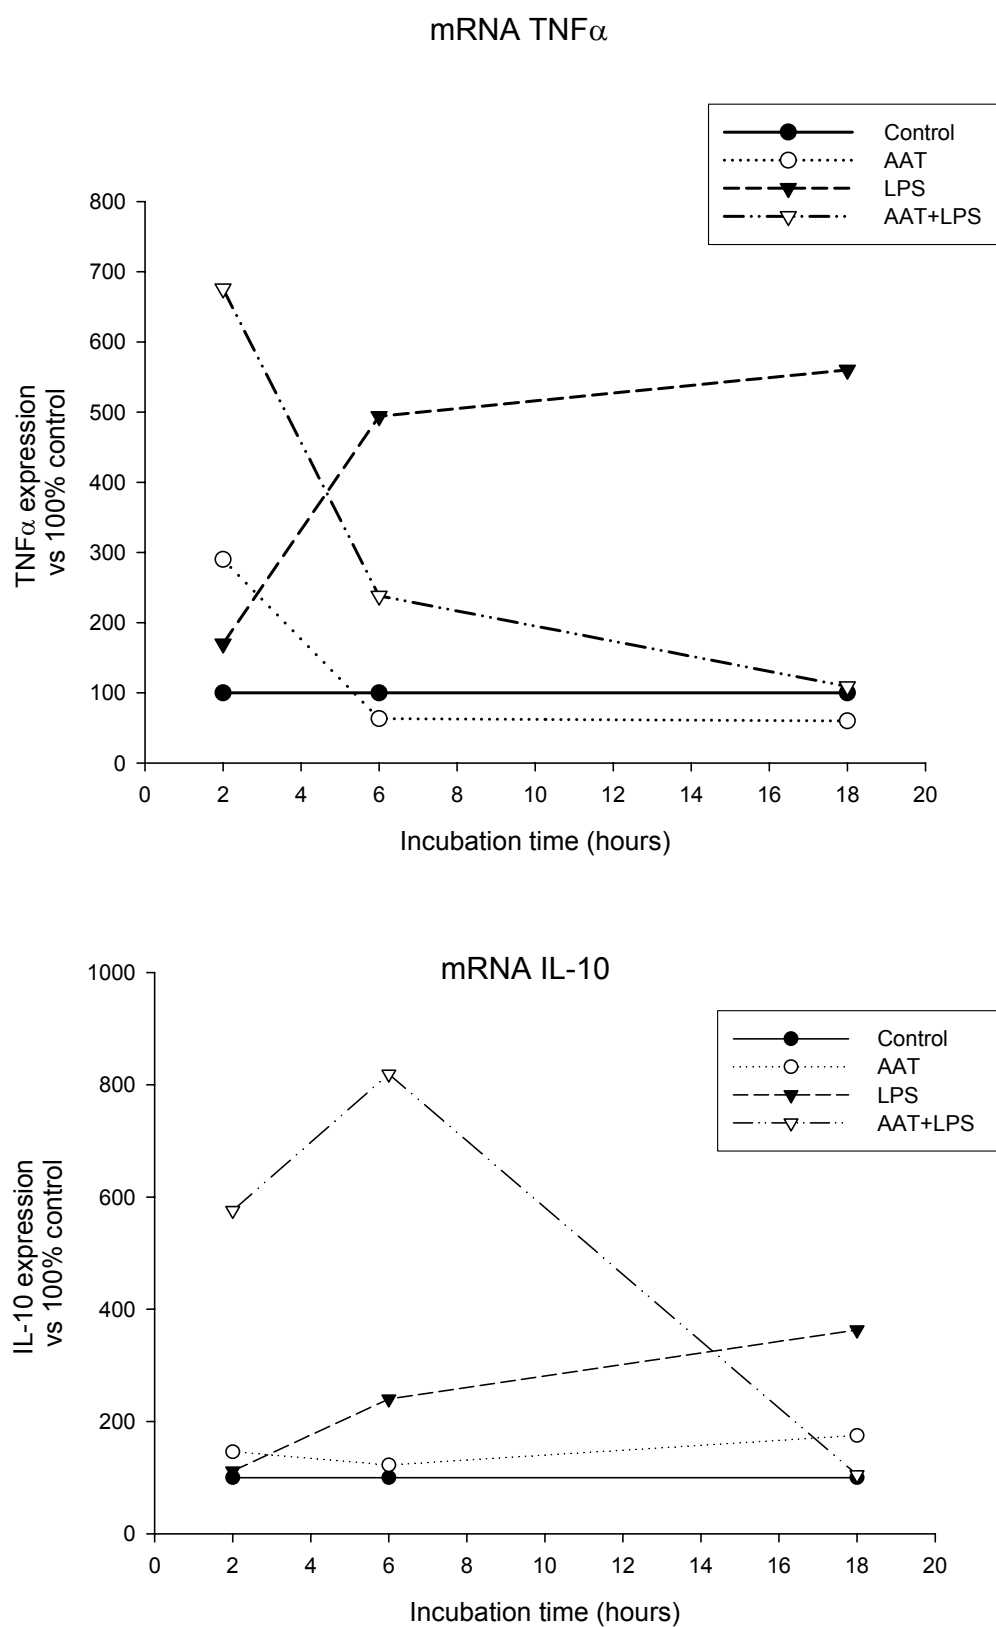 mRNA TNFα
Control
AAT
LPS
AAT+LPS
800
700
600
500
400
300
200
100
0
TNFα expression
vs 100% control
0 2 4 6 8 10 12 14 16 18 20
Incubation time (hours)
mRNA IL-10
Control
AAT
LPS
AAT+LPS
1000
800
600
400
200
0
IL-10 expression
vs 100% control
0 2 4 6 8 10 12 14 16 18 20
Incubation time (hours)